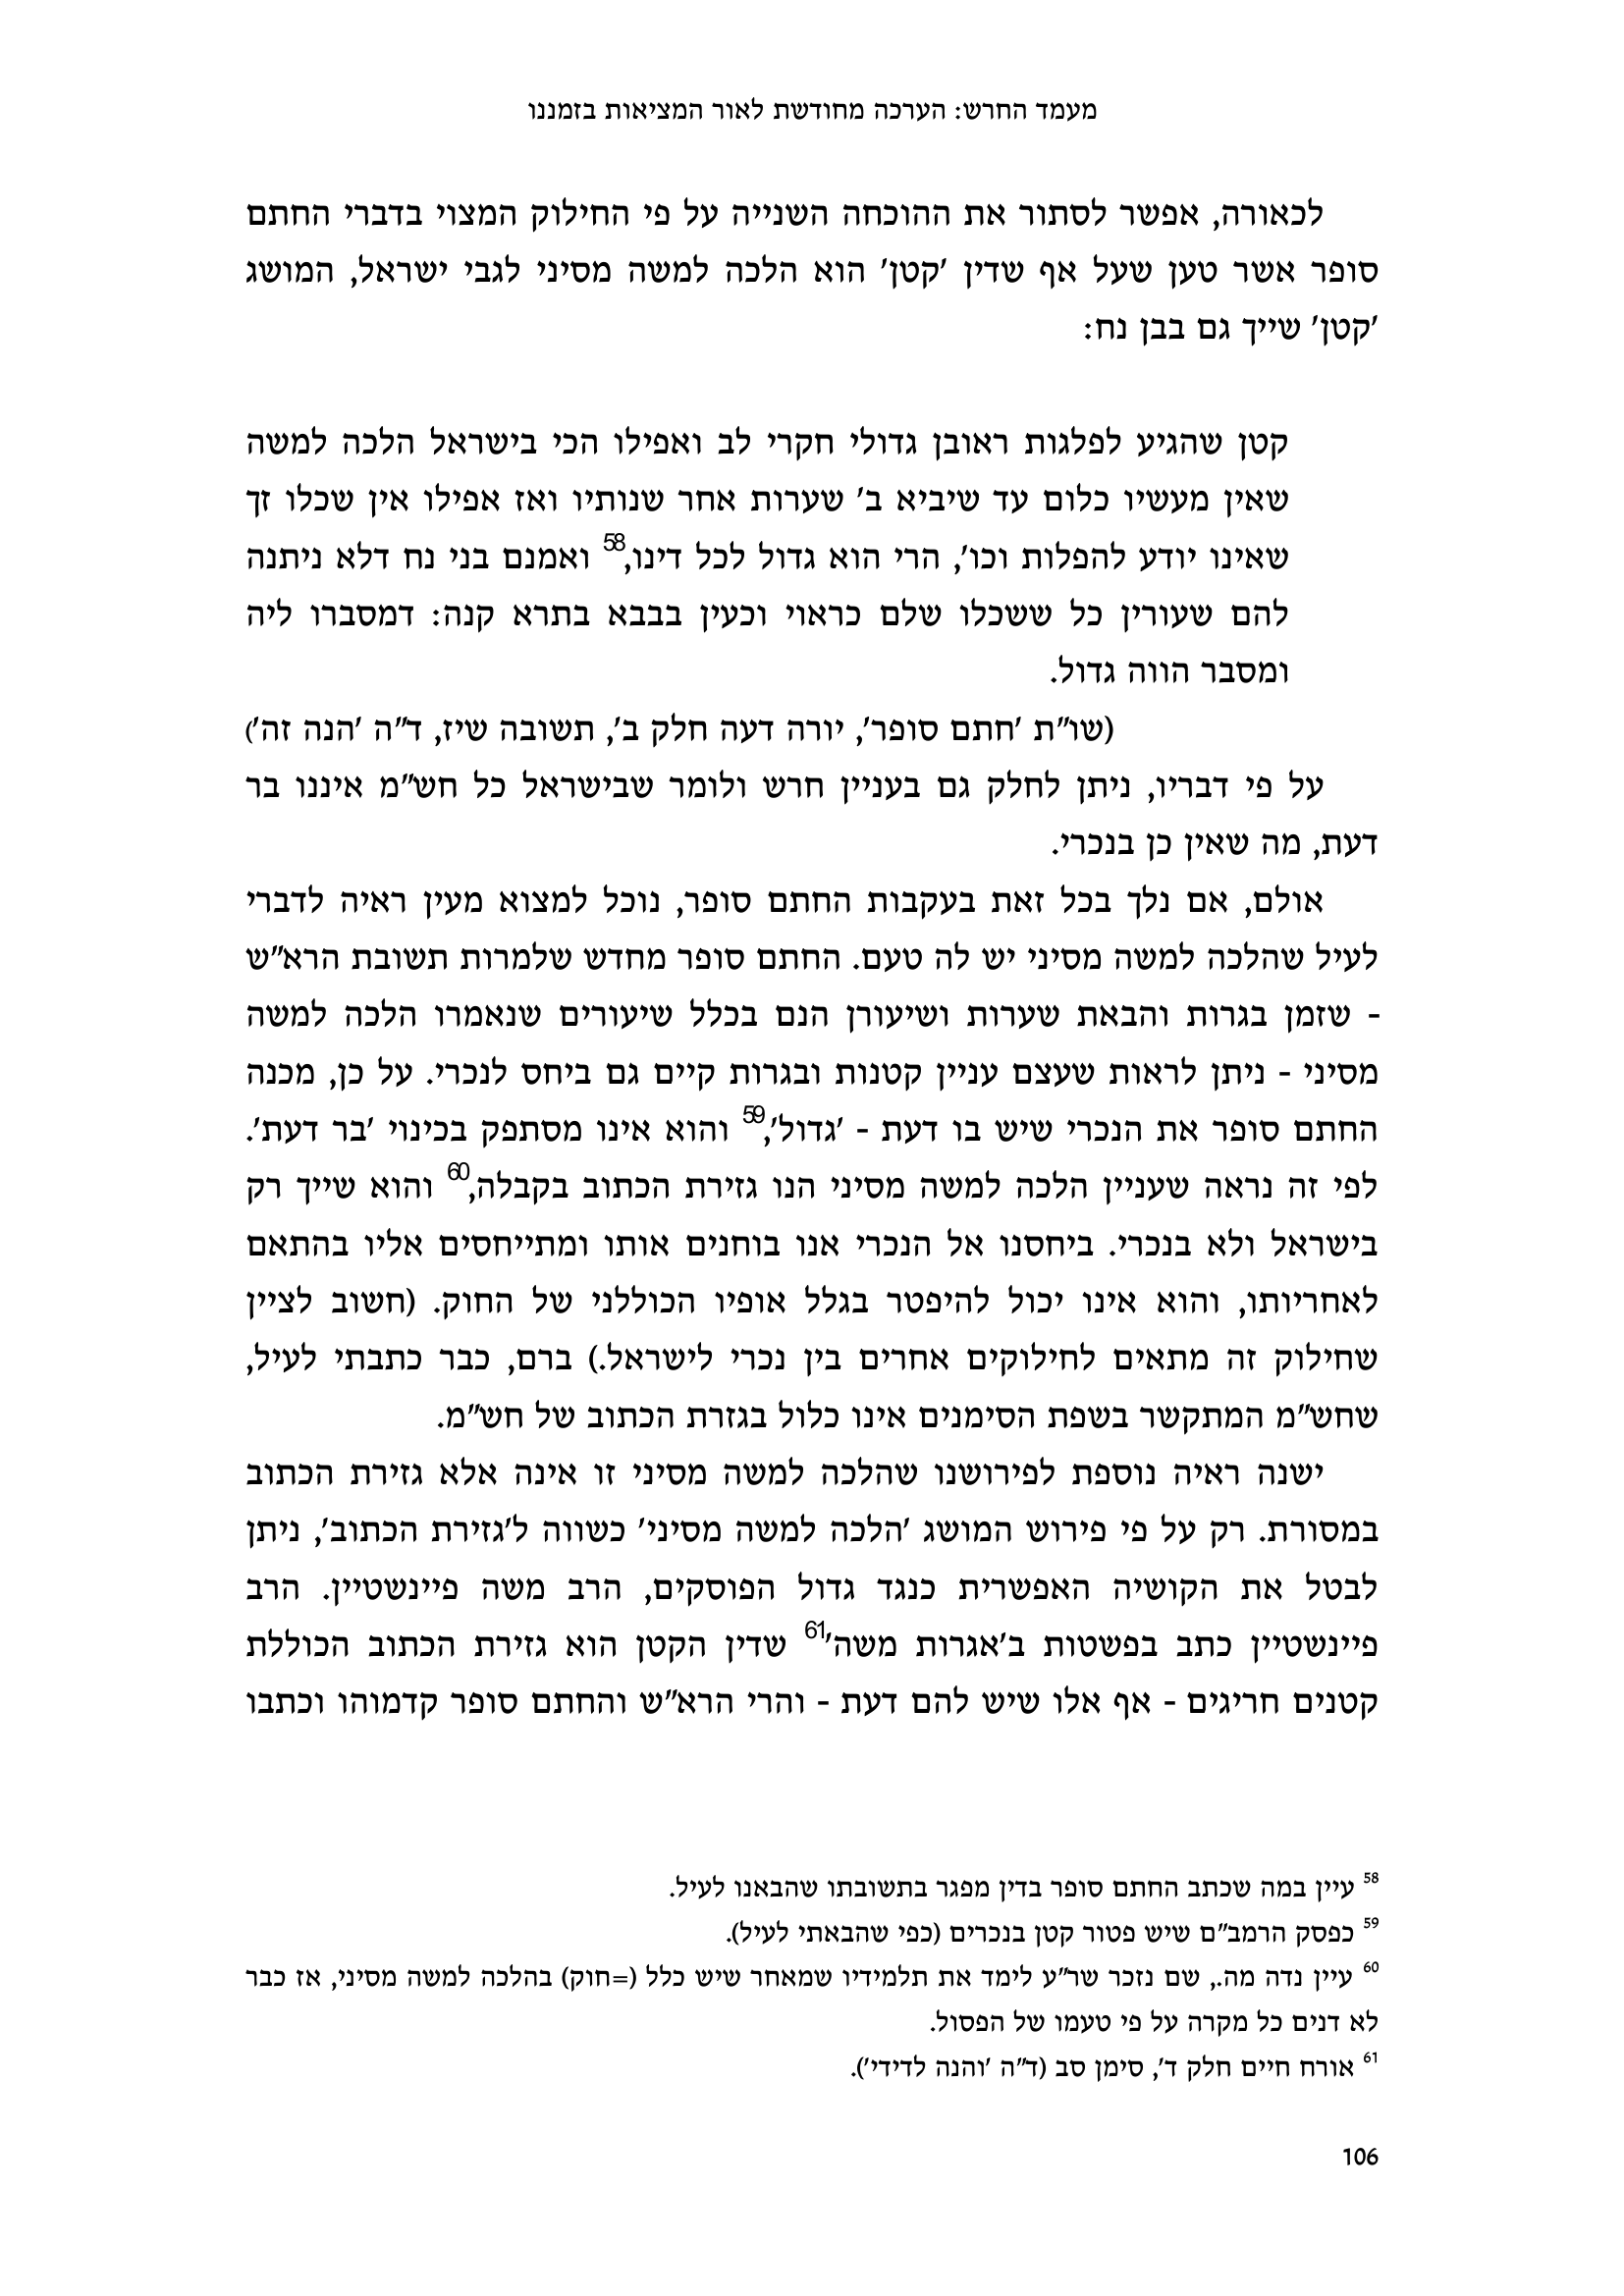 מעמד החרש: הערכה מחודשת לאור המציאות בזמננו
לכאורה, אפשר לסתור את ההוכחה השנייה על פי החילוק המצוי בדברי החתם
סופר אשר טען שעל אף שדין 'קטן' הוא הלכה למשה מסיני לגבי ישראל, המושג
'קטן' שייך גם בבן נח:
קטן שהגיע לפלגות ראובן גדולי חקרי לב ואפילו הכי בישראל הלכה למשה
שאין מעשיו כלום עד שיביא ב' שערות אחר שנותיו ואז אפילו אין שכלו זך
שאינו יודע להפלות וכו', הרי הוא גדול לכל דינו,58 ואמנם בני נח דלא ניתנה
להם שעורין כל ששכלו שלם כראוי וכעין בבבא בתרא קנה: דמסברו ליה
ומסבר הווה גדול.
(שו"ת 'חתם סופר', יורה דעה חלק ב', תשובה שיז, ד"ה 'הנה זה')
על פי דבריו, ניתן לחלק גם בעניין חרש ולומר שבישראל כל חש"מ איננו בר
דעת, מה שאין כן בנכרי.
אולם, אם נלך בכל זאת בעקבות החתם סופר, נוכל למצוא מעין ראיה לדברי
לעיל שהלכה למשה מסיני יש לה טעם. החתם סופר מחדש שלמרות תשובת הרא"ש
- שזמן בגרות והבאת שערות ושיעורן הנם בכלל שיעורים שנאמרו הלכה למשה
מסיני - ניתן לראות שעצם עניין קטנות ובגרות קיים גם ביחס לנכרי. על כן, מכנה
החתם סופר את הנכרי שיש בו דעת - 'גדול',59 והוא אינו מסתפק בכינוי 'בר דעת'.
לפי זה נראה שעניין הלכה למשה מסיני הנו גזירת הכתוב בקבלה,60 והוא שייך רק
בישראל ולא בנכרי. ביחסנו אל הנכרי אנו בוחנים אותו ומתייחסים אליו בהתאם
לאחריותו, והוא אינו יכול להיפטר בגלל אופיו הכוללני של החוק. (חשוב לציין
שחילוק זה מתאים לחילוקים אחרים בין נכרי לישראל.) ברם, כבר כתבתי לעיל,
שחש"מ המתקשר בשפת הסימנים אינו כלול בגזרת הכתוב של חש"מ.
ישנה ראיה נוספת לפירושנו שהלכה למשה מסיני זו אינה אלא גזירת הכתוב
במסורת. רק על פי פירוש המושג 'הלכה למשה מסיני' כשווה ל'גזירת הכתוב', ניתן
לבטל את הקושיה האפשרית כנגד גדול הפוסקים, הרב משה פיינשטיין. הרב
פיינשטיין כתב בפשטות ב'אגרות משה'61 שדין הקטן הוא גזירת הכתוב הכוללת
קטנים חריגים - אף אלו שיש להם דעת - והרי הרא"ש והחתם סופר קדמוהו וכתבו
58 עיין במה שכתב החתם סופר בדין מפגר בתשובתו שהבאנו לעיל.
59 כפסק הרמב"ם שיש פטור קטן בנכרים (כפי שהבאתי לעיל).
60 עיין נדה מה., שם נזכר שר"ע לימד את תלמידיו שמאחר שיש כלל (=חוק) בהלכה למשה מסיני, אז כבר
לא דנים כל מקרה על פי טעמו של הפסול.
61 אורח חיים חלק ד', סימן סב (ד"ה 'והנה לדידי').
106